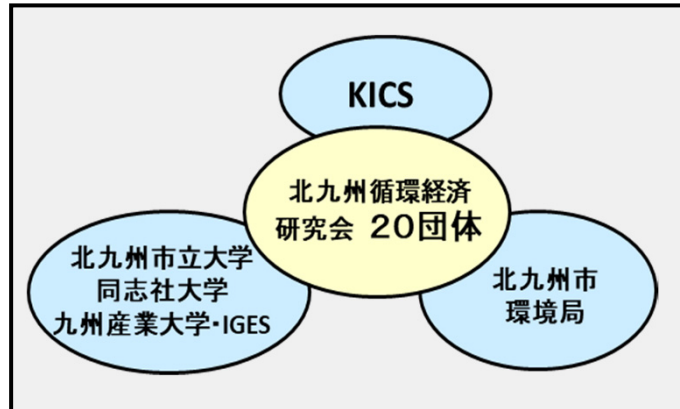 KICS
北九州循環経済
研究会 20団体
北九州市立大学
同志社大学
九州産業大学・IGES
北九州市
環境局